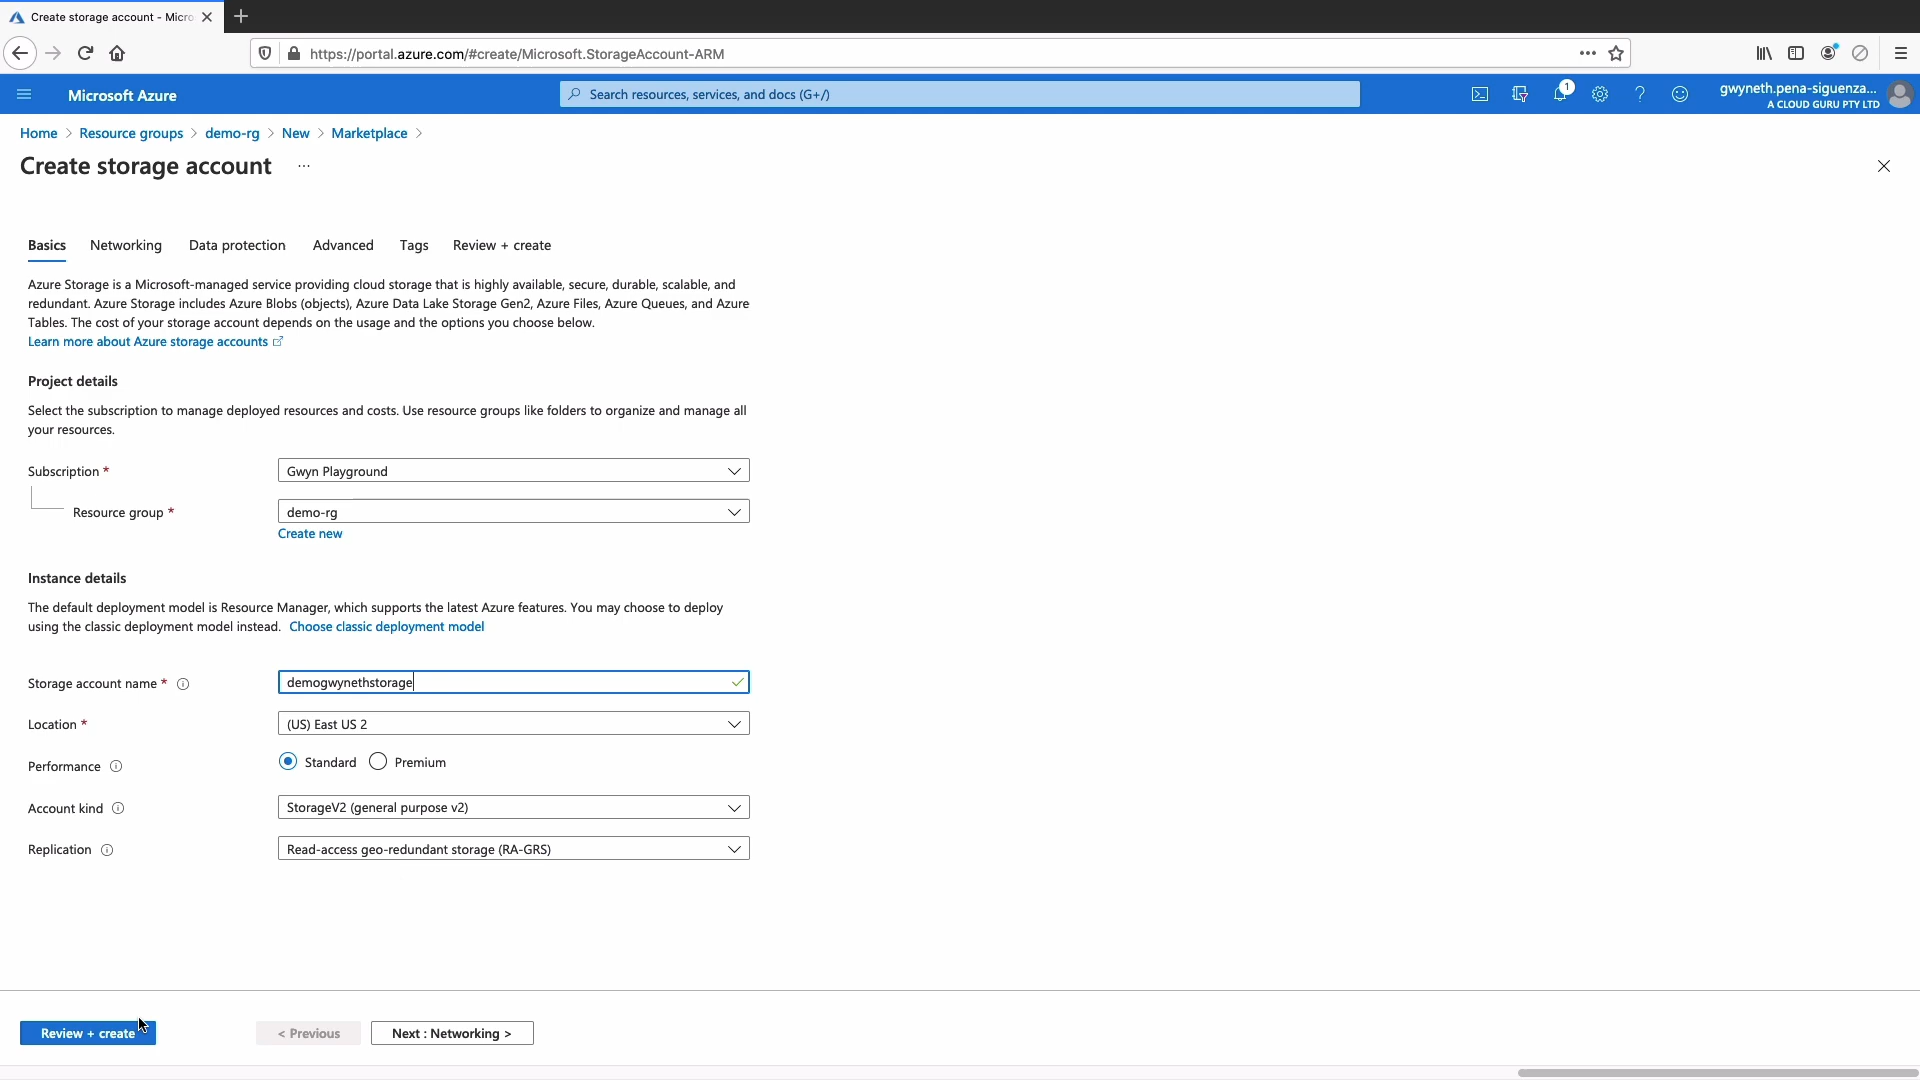 Create storage account - Micro
https://portal.azure.com/#create/Microsoft.StorageAccount-ARM
Microsoft Azure
Search resources, services, and docs (G+/)
1
gwyneth.pena-siguenza...
A CLOUD GURU PTY LTD
Home > Resource groups > demo-rg > New > Marketplace >
Create storage account ...
Basics Networking Data protection Advanced Tags Review + create
Azure Storage is a Microsoft-managed service providing cloud storage that is highly available, secure, durable, scalable, and
redundant. Azure Storage includes Azure Blobs (objects), Azure Data Lake Storage Gen2, Azure Files, Azure Queues, and Azure
Tables. The cost of your storage account depends on the usage and the options you choose below.
Learn more about Azure storage accounts
Project details
Select the subscription to manage deployed resources and costs. Use resource groups like folders to organize and manage all
your resources.
Subscription *
Gwyn Playground
Resource group *
demo-rg
Create new
Instance details
The default deployment model is Resource Manager, which supports the latest Azure features. You may choose to deploy
using the classic deployment model instead. Choose classic deployment model
Storage account name *
demogwynethstorage
Location *
(US) East US 2
Performance
Standard Premium
Account kind
StorageV2 (general purpose v2)
Replication
Read-access geo-redundant storage (RA-GRS)
Review + create
< Previous
Next : Networking >